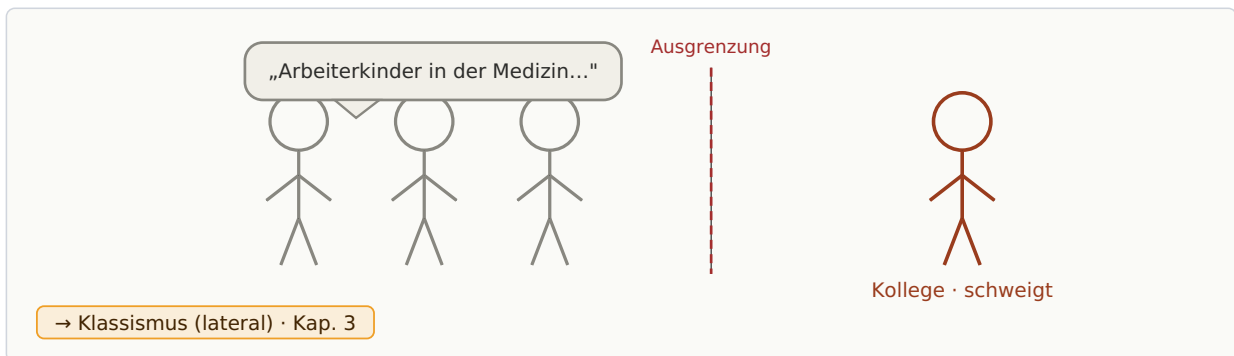 Ausgrenzung
„Arbeiterkinder in der Medizin…"
Kollege · schweigt
→ Klassismus (lateral) · Kap. 3